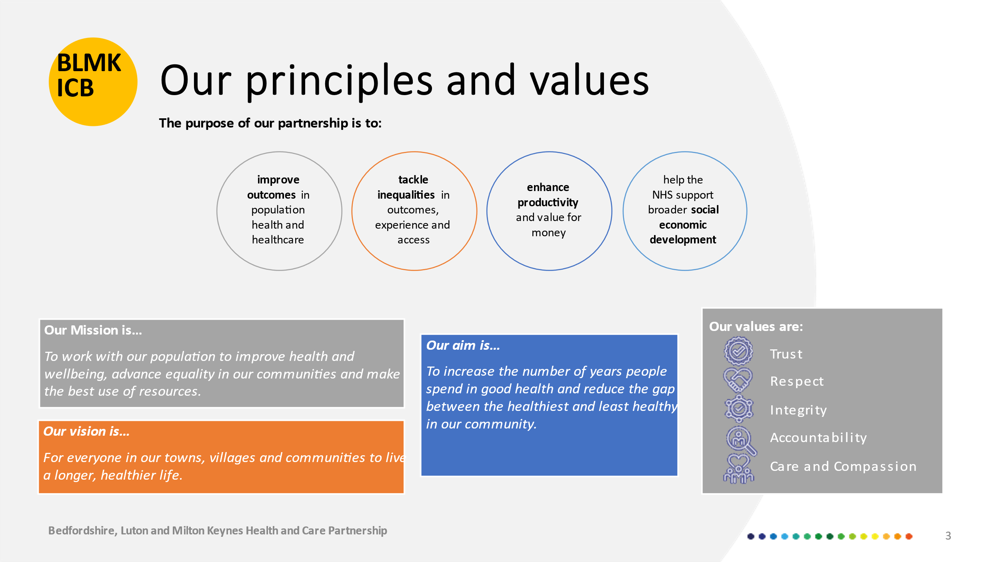 BLMK
ICB
Our principles and values
The purpose of our partnership is to:
improve
outcomes in
population
health and
healthcare
tackle
inequalities in
outcomes,
experience and
access
enhance
productivity
and value for
money
help the
NHS support
broader social
economic
development
Our Mission is...
To work with our population to improve health and
wellbeing, advance equality in our communities and make
the best use of resources.
Our vision is...
For everyone in our towns, villages and communities to live
a longer, healthier life.
Our aim is...
To increase the number of years people
spend in good health and reduce the gap
between the healthiest and least healthy
in our community.
Our values are:
Trust
Respect
Integrity
Accountability
Care and Compassion
Bedfordshire, Luton and Milton Keynes Health and Care Partnership
3